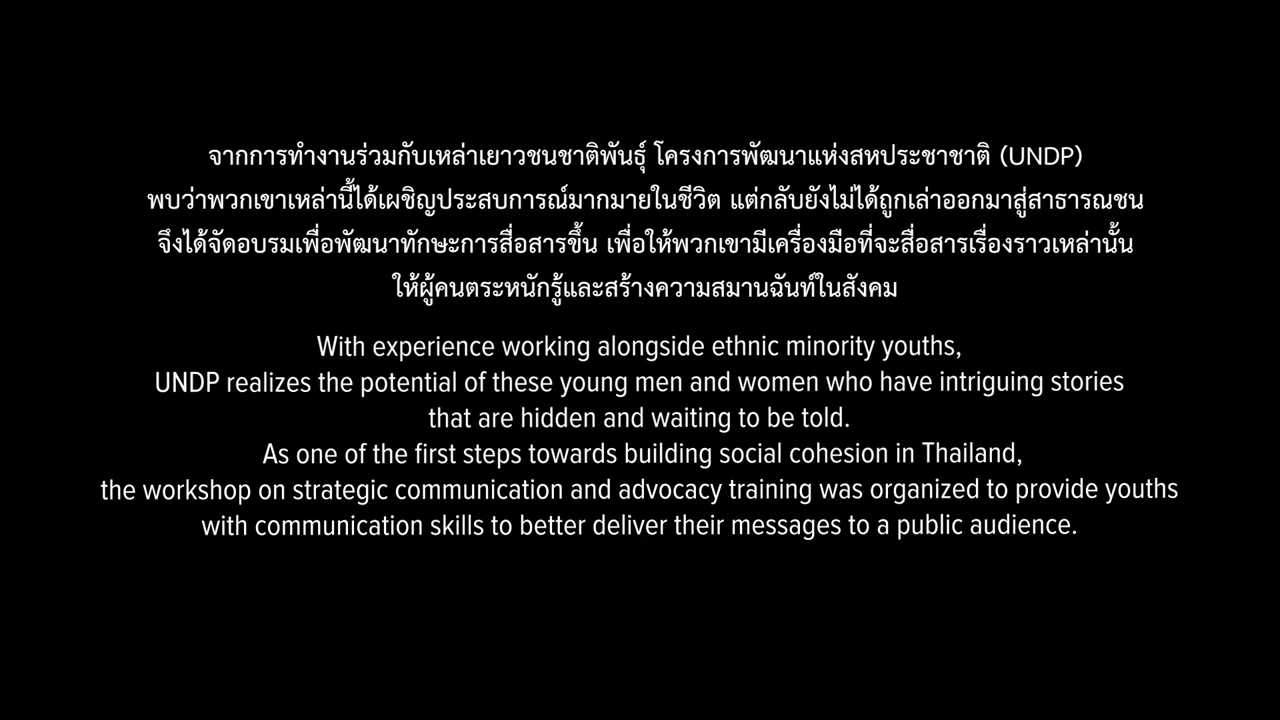 จากการทำงานร่วมกับเหล่าเยาวชนชาติพันธุ์ โครงการพัฒนาแห่งสหประชาชาติ (UNDP)
พบว่าพวกเขาเหล่านี้ได้เผชิญประสบการณ์มากมายในชีวิต แต่กลับยังไม่ได้ถูกเล่าออกมาสู่สาธารณชน
จึงได้จัดอบรมเพื่อพัฒนาทักษะการสื่อสารขึ้น เพื่อให้พวกเขามีเครื่องมือที่จะสื่อสารเรื่องราวเหล่านั้น
ให้ผู้คนตระหนักรู้และสร้างความสมานฉันท์ในสังคม
With experience working alongside ethnic minority youths,
UNDP realizes the potential of these young men and women who have intriguing stories
that are hidden and waiting to be told.
As one of the first steps towards building social cohesion in Thailand,
the workshop on strategic communication and advocacy training was organized to provide youths
with communication skills to better deliver their messages to a public audience.